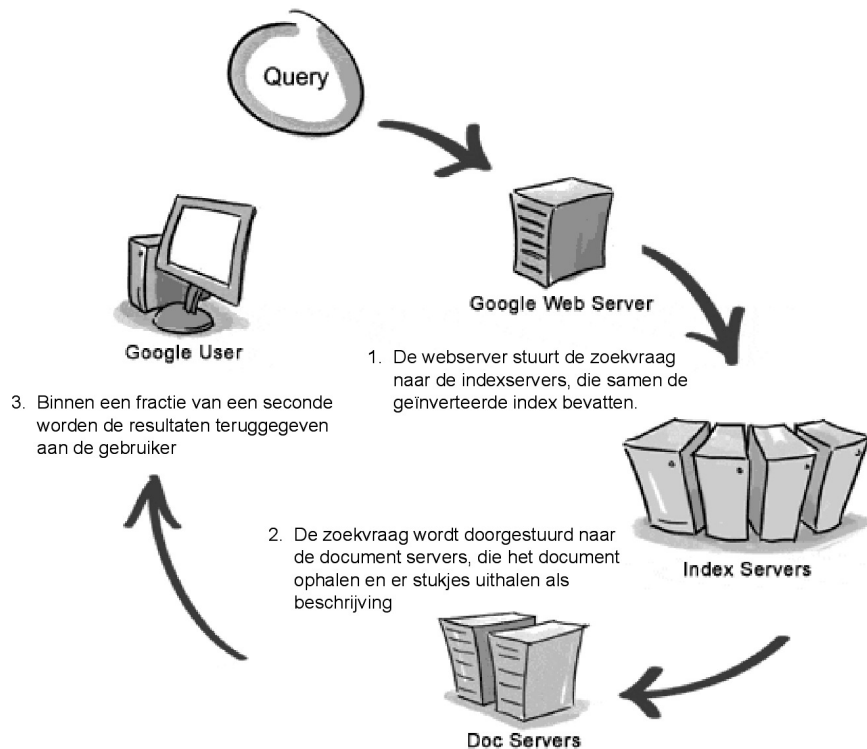 Query
Google Web Server
Google User
1. De webserver stuurt de zoekvraag
naar de indexservers, die samen de
geïnverteerde index bevatten.
3. Binnen een fractie van een seconde
worden de resultaten teruggegeven
aan de gebruiker
2. De zoekvraag wordt doorgestuurd naar
de document servers, die het document
ophalen en er stukjes uithalen als
beschrijving
Index Servers
Doc Servers